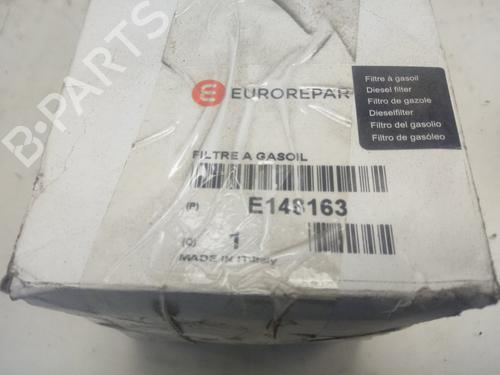 B-PARTS
EUROREPAR
Filtre à gasoil
Diesel filter
Filtro de gazole
Dieselfilter
Filtro del gasolio
Filtro de gasóleo
FILTRE A GASOIL
(P) E148163
(Q) 1
MADE IN